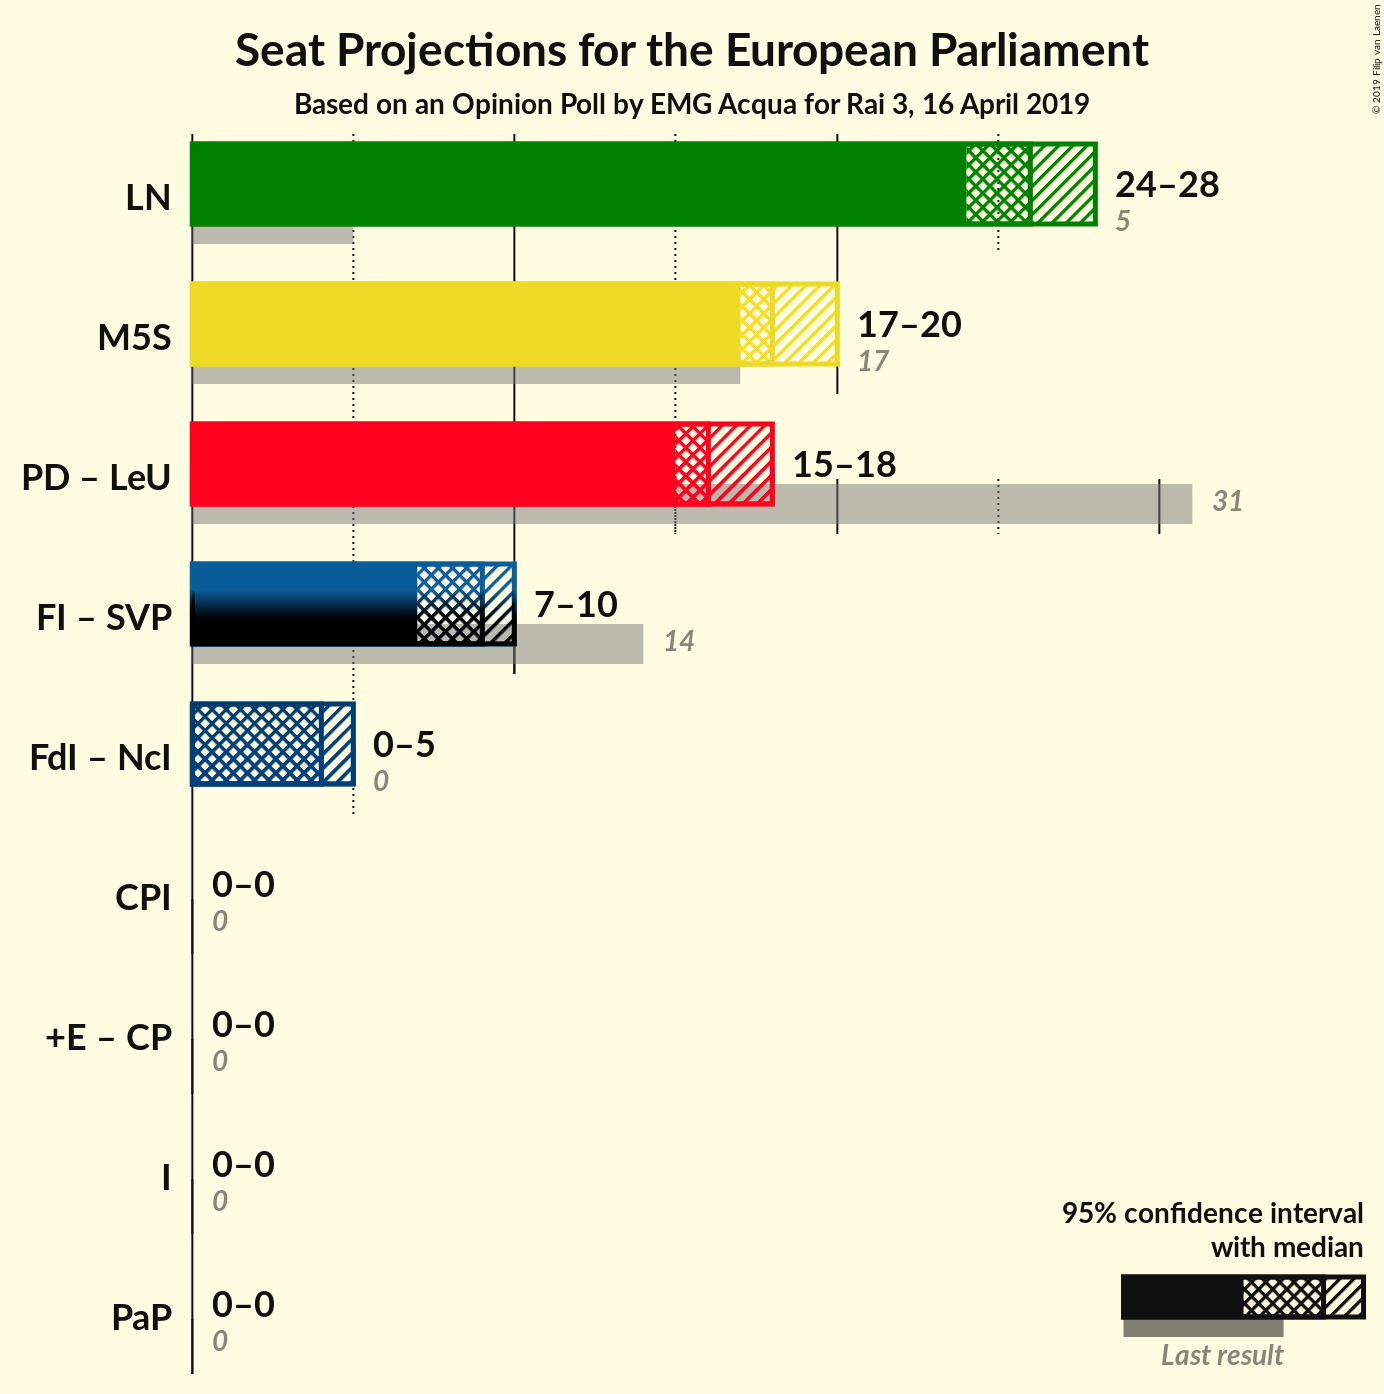 Seat Projections for the European Parliament
Based on an Opinion Poll by EMG Acqua for Rai 3, 16 April 2019
© 2019 Filip van Laenen
LN
24–28
5
M5S
17–20
17
PD – LeU
15–18
31
FI – SVP
7–10
14
FdI – NcI
0–5
0
CPI
0–0
0
+E – CP
0–0
0
I
0–0
0
PaP
0–0
0
95% confidence interval
with median
Last result